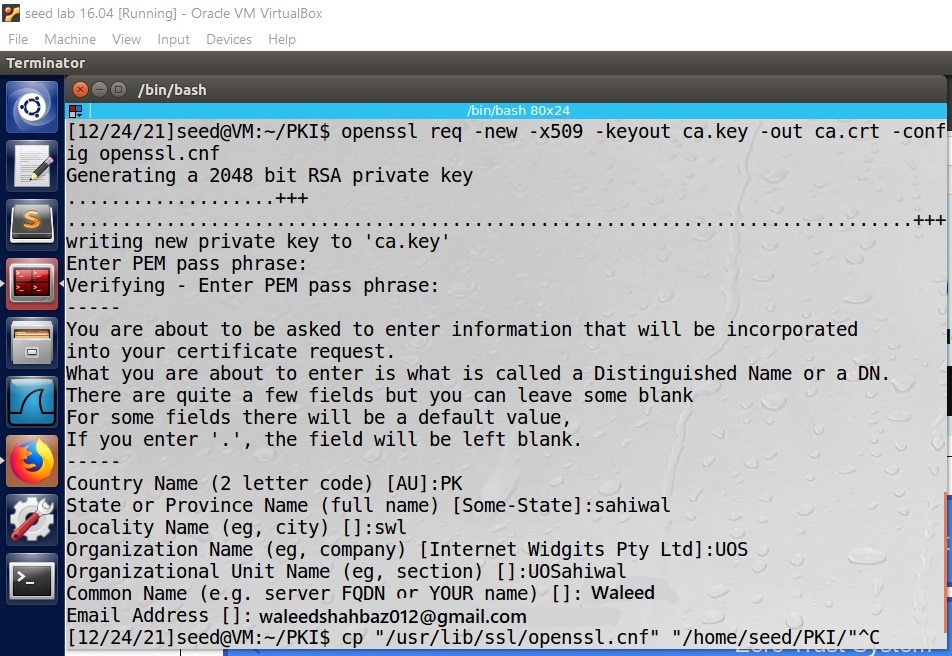 seed lab 16.04 [Running] - Oracle VM VirtualBox
File Machine View Input Devices Help
Terminator
/bin/bash
/bin/bash 80x24
[12/24/21]seed@VM:~/PKI$ openssl req -new -x509 -keyout ca.key -out ca.crt -conf
ig openssl.cnf
Generating a 2048 bit RSA private key
...................+++
.............................................................................+++
writing new private key to 'ca.key'
Enter PEM pass phrase:
Verifying - Enter PEM pass phrase:
-----
You are about to be asked to enter information that will be incorporated
into your certificate request.
What you are about to enter is what is called a Distinguished Name or a DN.
There are quite a few fields but you can leave some blank
For some fields there will be a default value,
If you enter '.', the field will be left blank.
-----
Country Name (2 letter code) [AU]:PK
State or Province Name (full name) [Some-State]:sahiwal
Locality Name (eg, city) []:swl
Organization Name (eg, company) [Internet Widgits Pty Ltd]:UOS
Organizational Unit Name (eg, section) []:UOSahiwal
Common Name (e.g. server FQDN or YOUR name) []: Waleed
Email Address []: waleedshahbaz012@gmail.com
[12/24/21]seed@VM:~/PKI$ cp "/usr/lib/ssl/openssl.cnf" "/home/seed/PKI/"^C
Zero Trust System